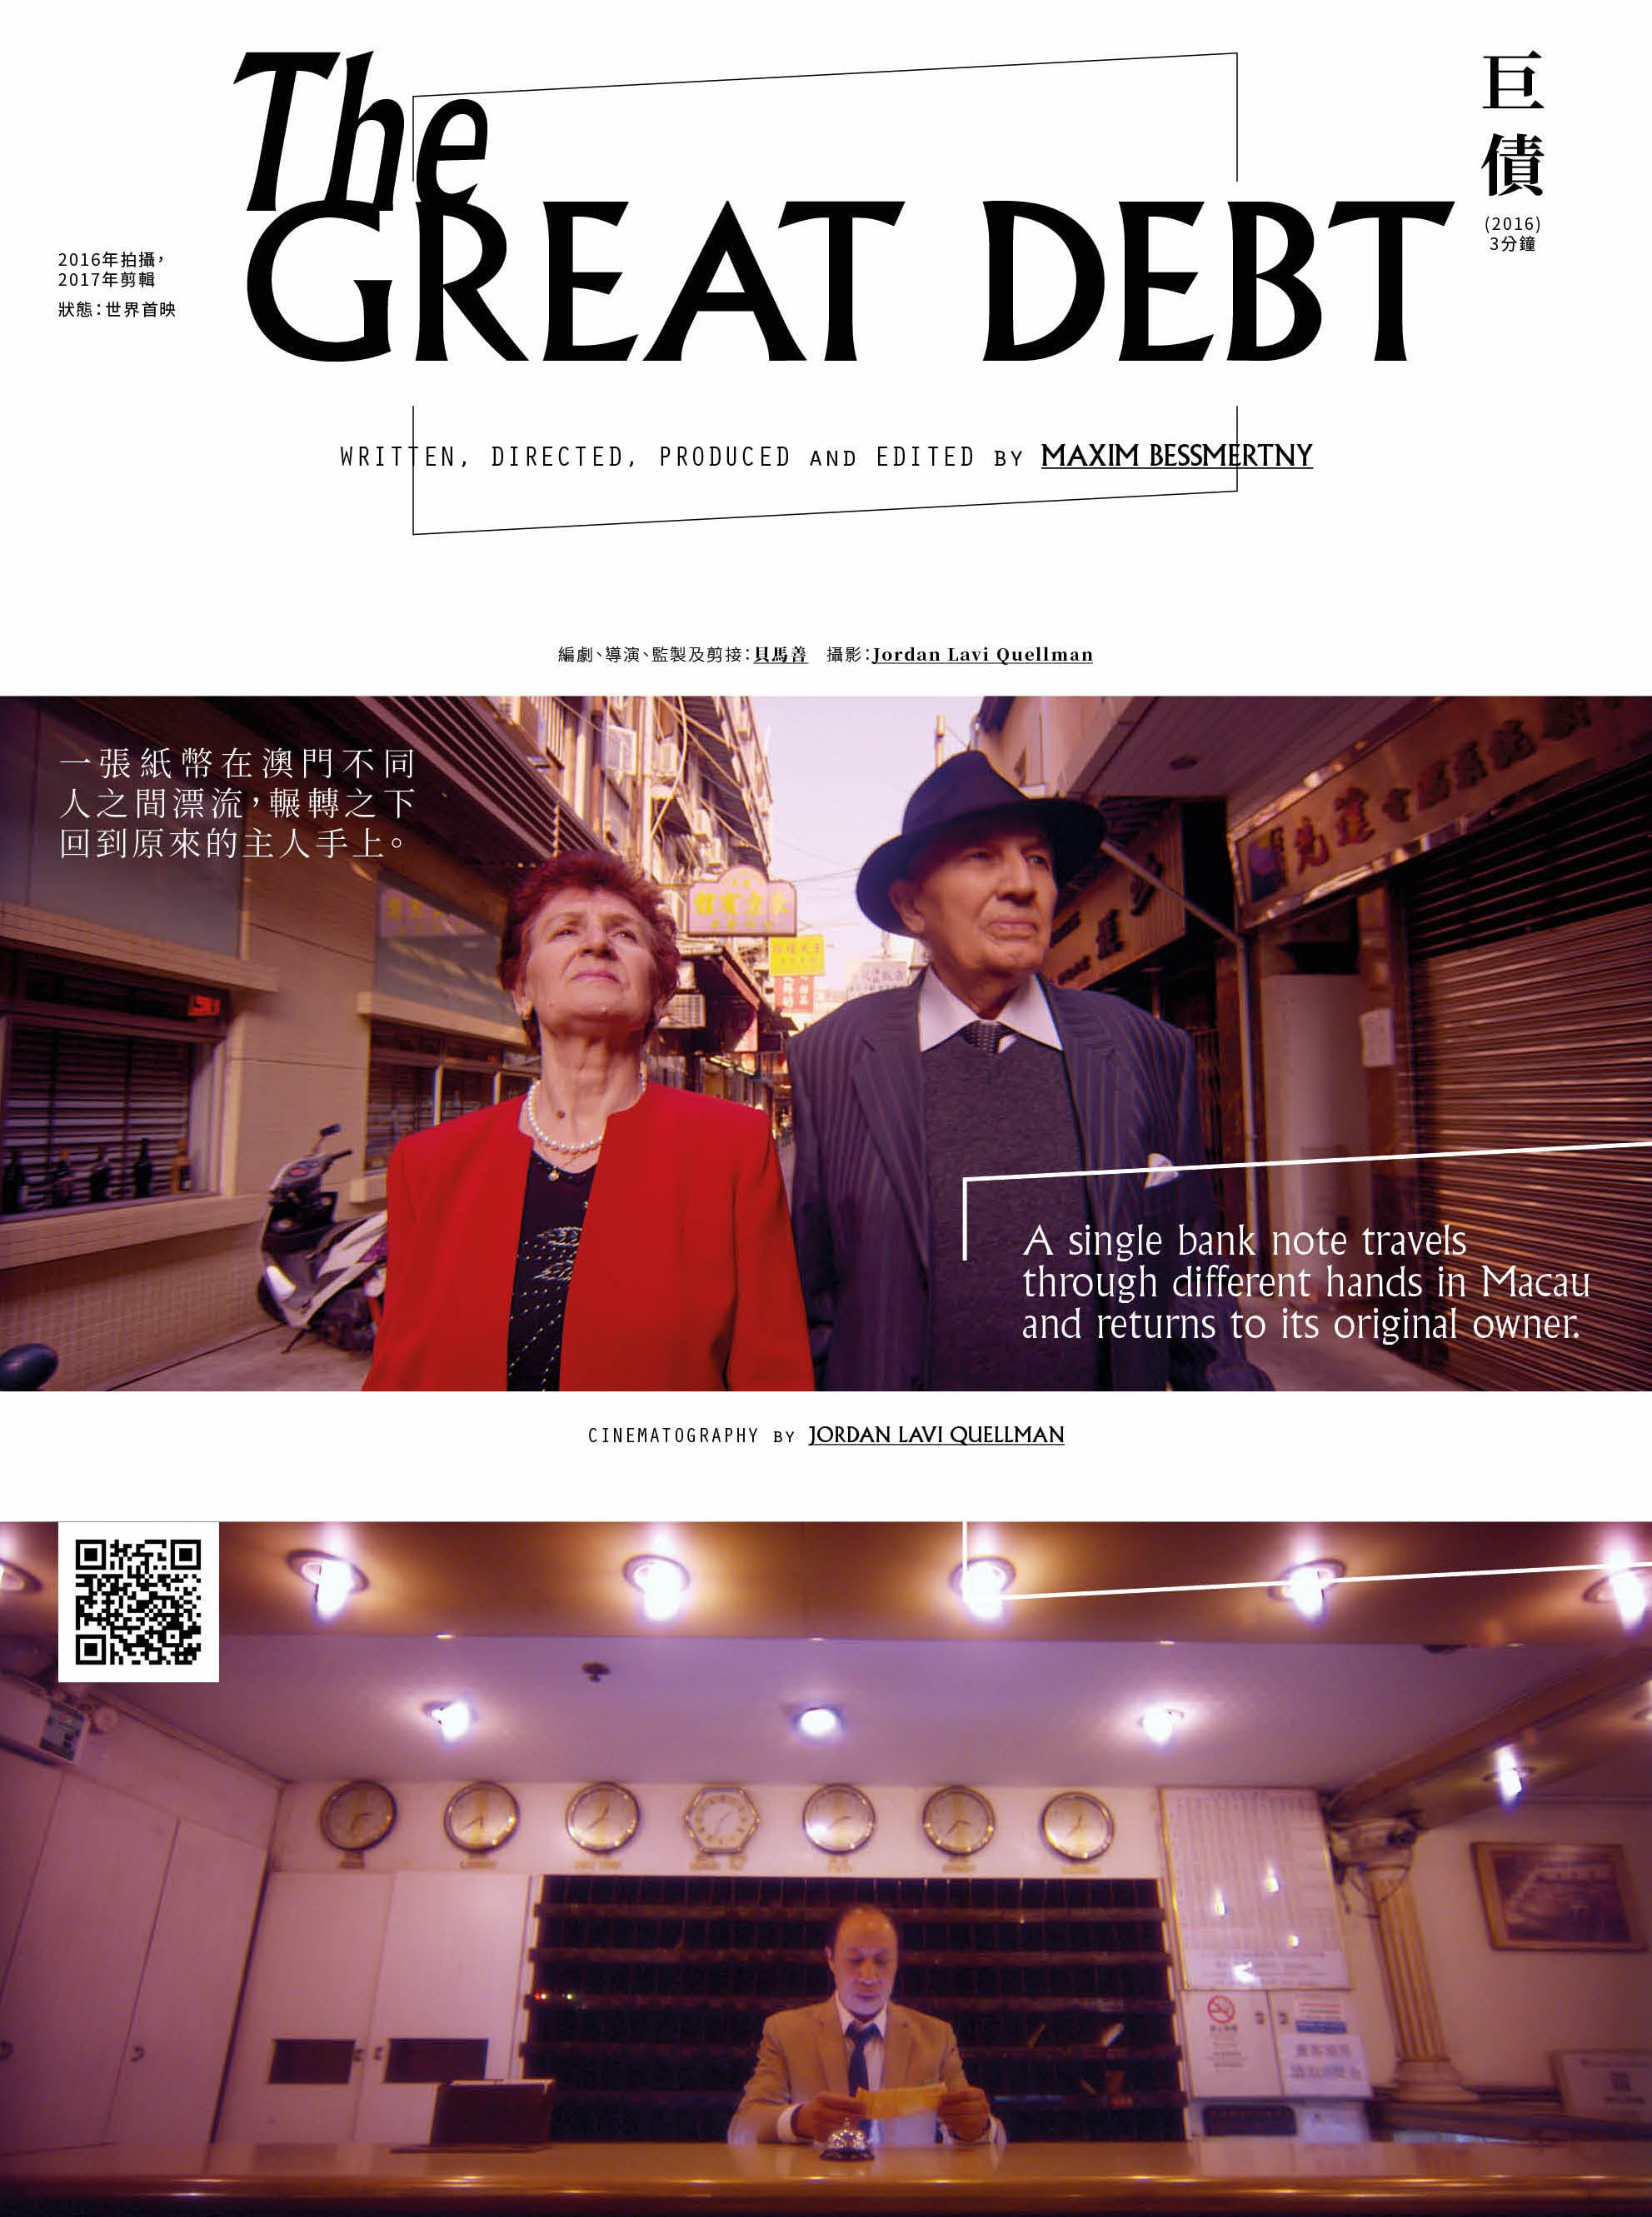 The
GREAT DEBT
巨債
(2016)
3分鐘
2016年拍攝，
2017年剪輯
狀態：世界首映
WRITTEN, DIRECTED, PRODUCED AND EDITED BY MAXIM BESSMERTNY
編劇、導演、監製及剪接：貝馬善　攝影：Jordan Lavi Quellman
一張紙幣在澳門不同
人之間漂流，輾轉之下
回到原來的主人手上。
A single bank note travels
through different hands in Macau
and returns to its original owner.
CINEMATOGRAPHY BY JORDAN LAVI QUELLMAN